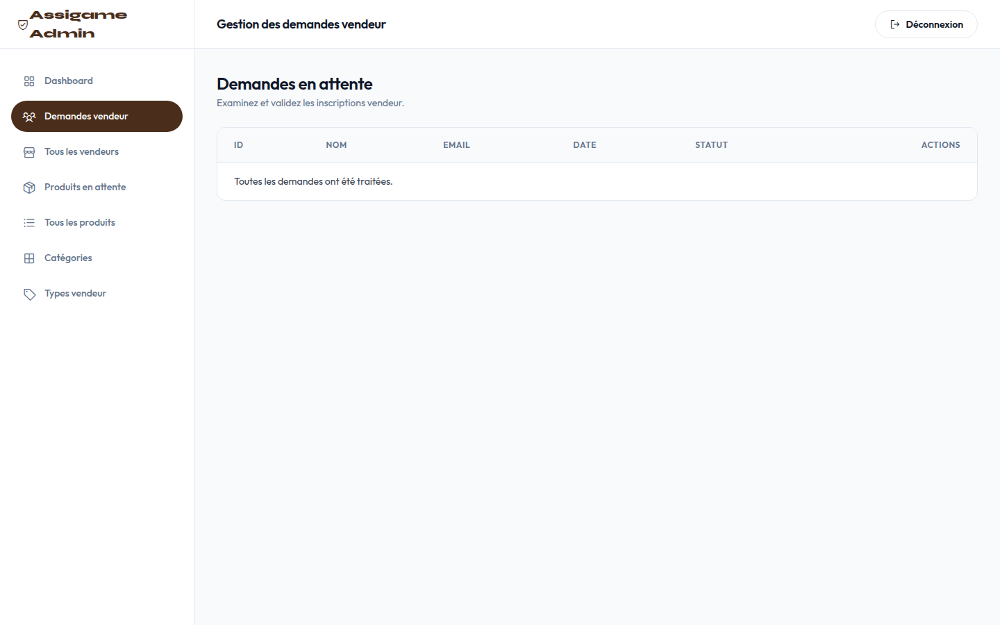 Assigame
Admin
Gestion des demandes vendeur
Déconnexion
Dashboard
Demandes vendeur
Tous les vendeurs
Produits en attente
Tous les produits
Catégories
Types vendeur
Demandes en attente
Examinez et validez les inscriptions vendeur.
ID NOM EMAIL DATE STATUT ACTIONS
Toutes les demandes ont été traitées.